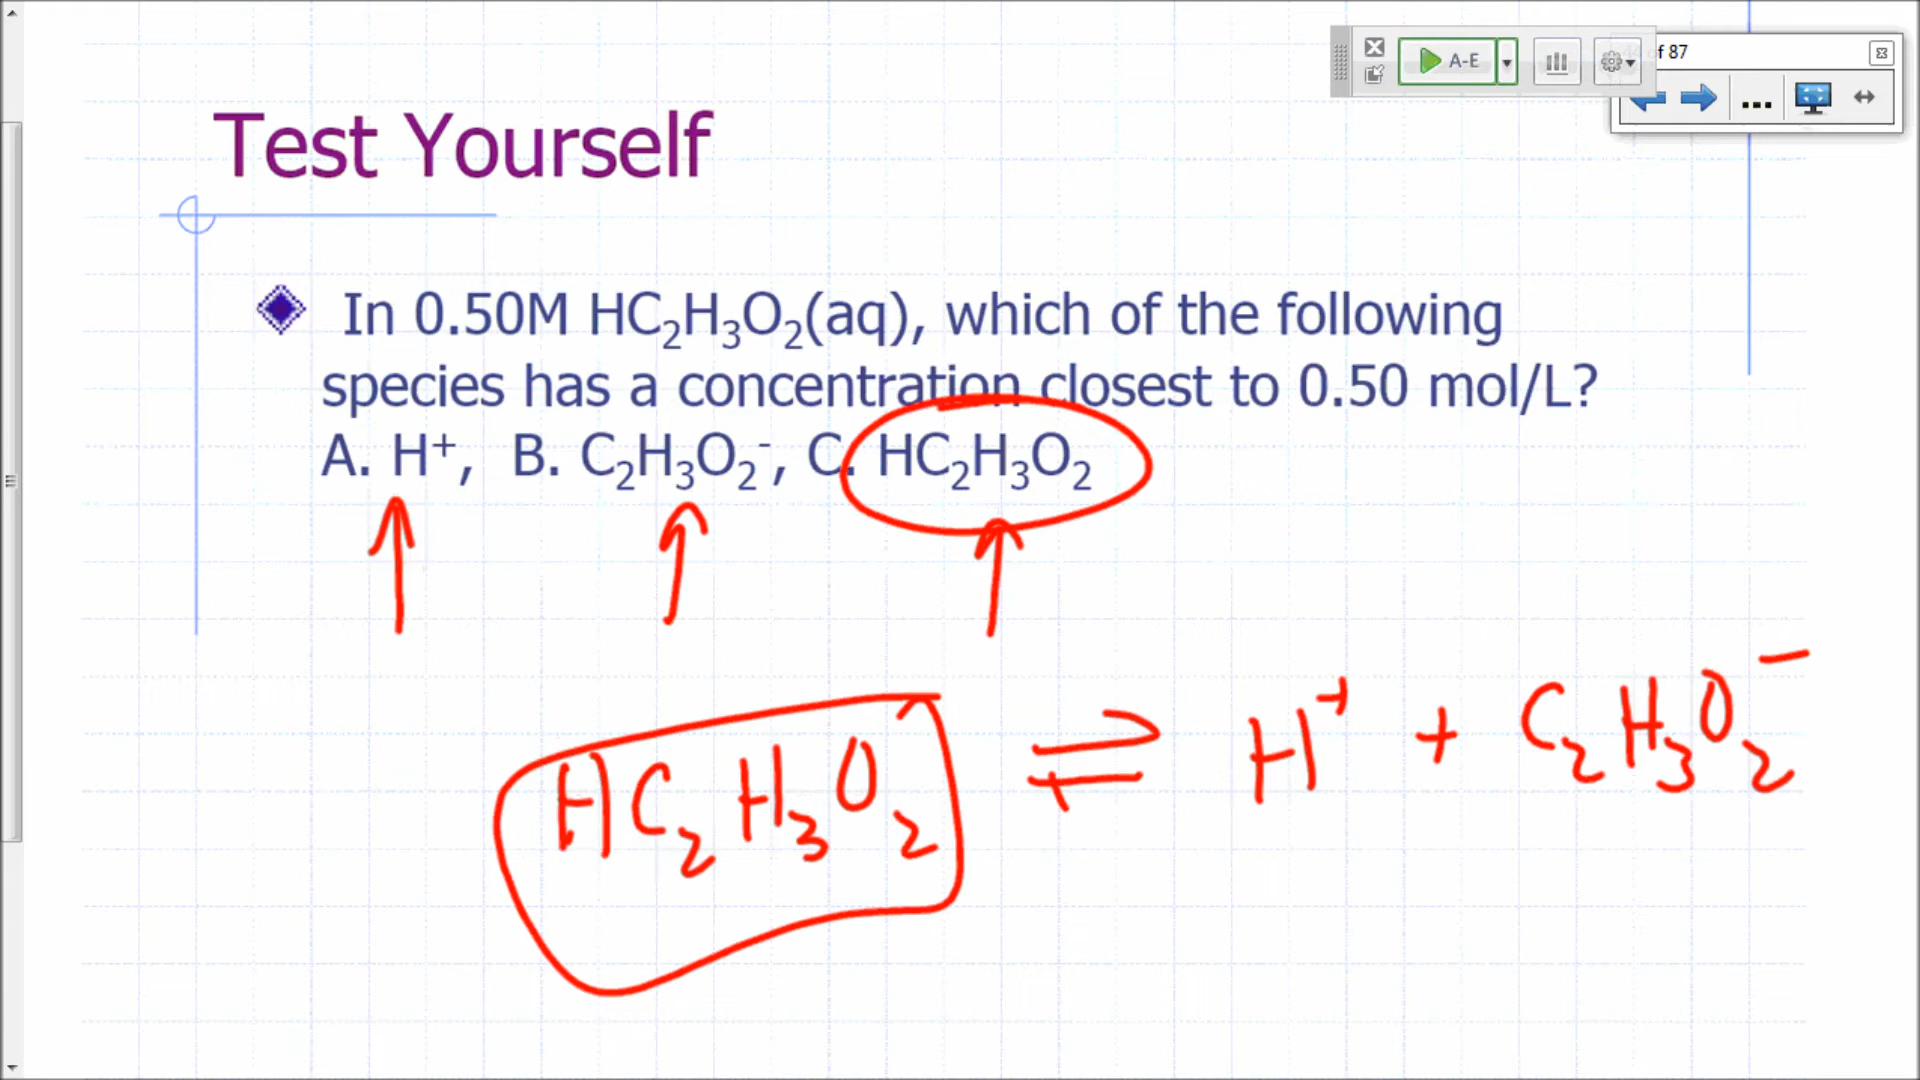 A-E
of 87
Test Yourself
In 0.50M HC₂H₃O₂(aq), which of the following
species has a concentration closest to 0.50 mol/L?
A. H⁺, B. C₂H₃O₂⁻, C. HC₂H₃O₂
HC₂H₃O₂ ⇌ H⁺ + C₂H₃O₂⁻